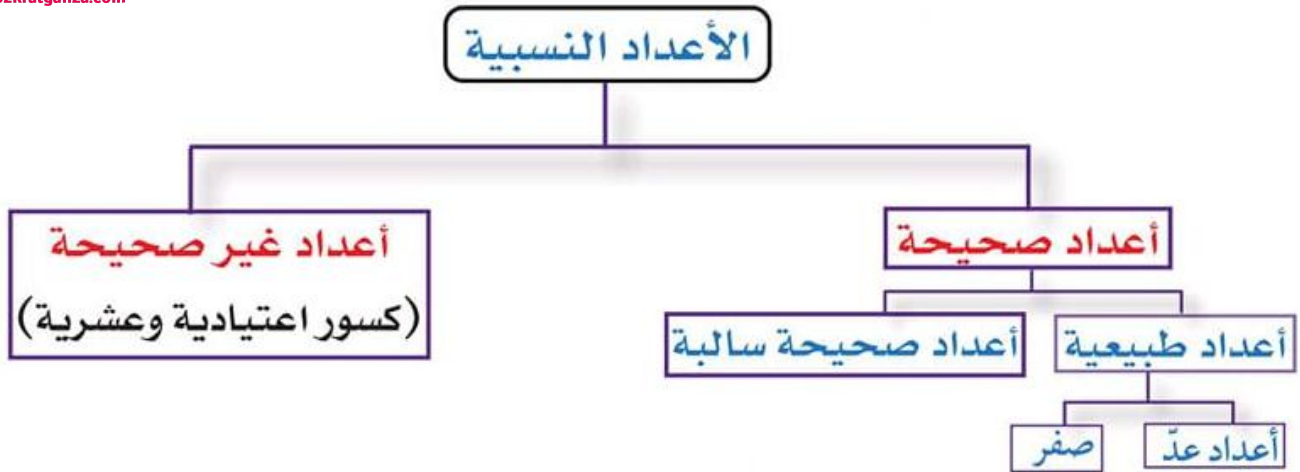 الأعداد النسبية
أعداد صحيحة
أعداد غير صحيحة
(كسور اعتيادية وعشرية)
أعداد طبيعية
أعداد صحيحة سالبة
أعداد عدّ
صفر